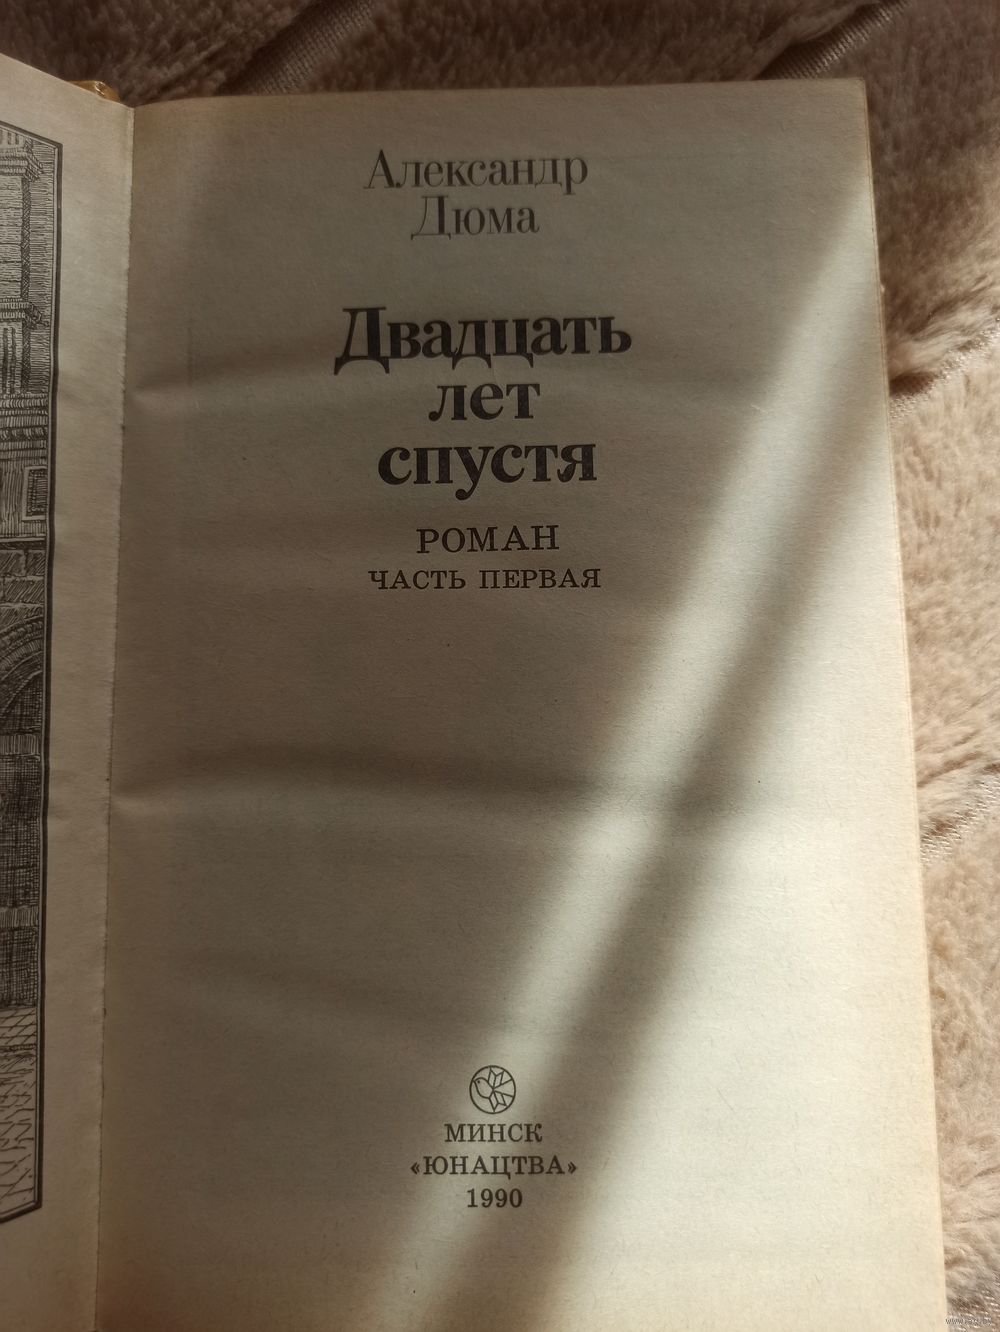 Александр
Дюма
Двадцать
лет
спустя
РОМАН
ЧАСТЬ ПЕРВАЯ
МИНСК
«ЮНАЦТВА»
1990